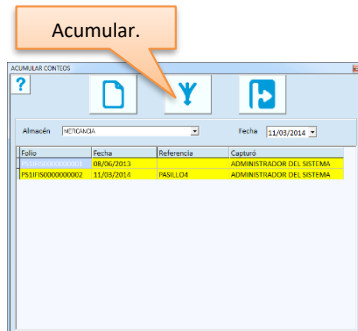 Acumular.
ACUMULAR CONTEOS
?
Almacén MERCANCIA Fecha 11/03/2014
Folio Fecha Referencia Capturó
PS1IFIS0000000001 08/06/2013 ADMINISTRADOR DEL SISTEMA
PS1IFIS0000000002 11/03/2014 PASILLO4 ADMINISTRADOR DEL SISTEMA